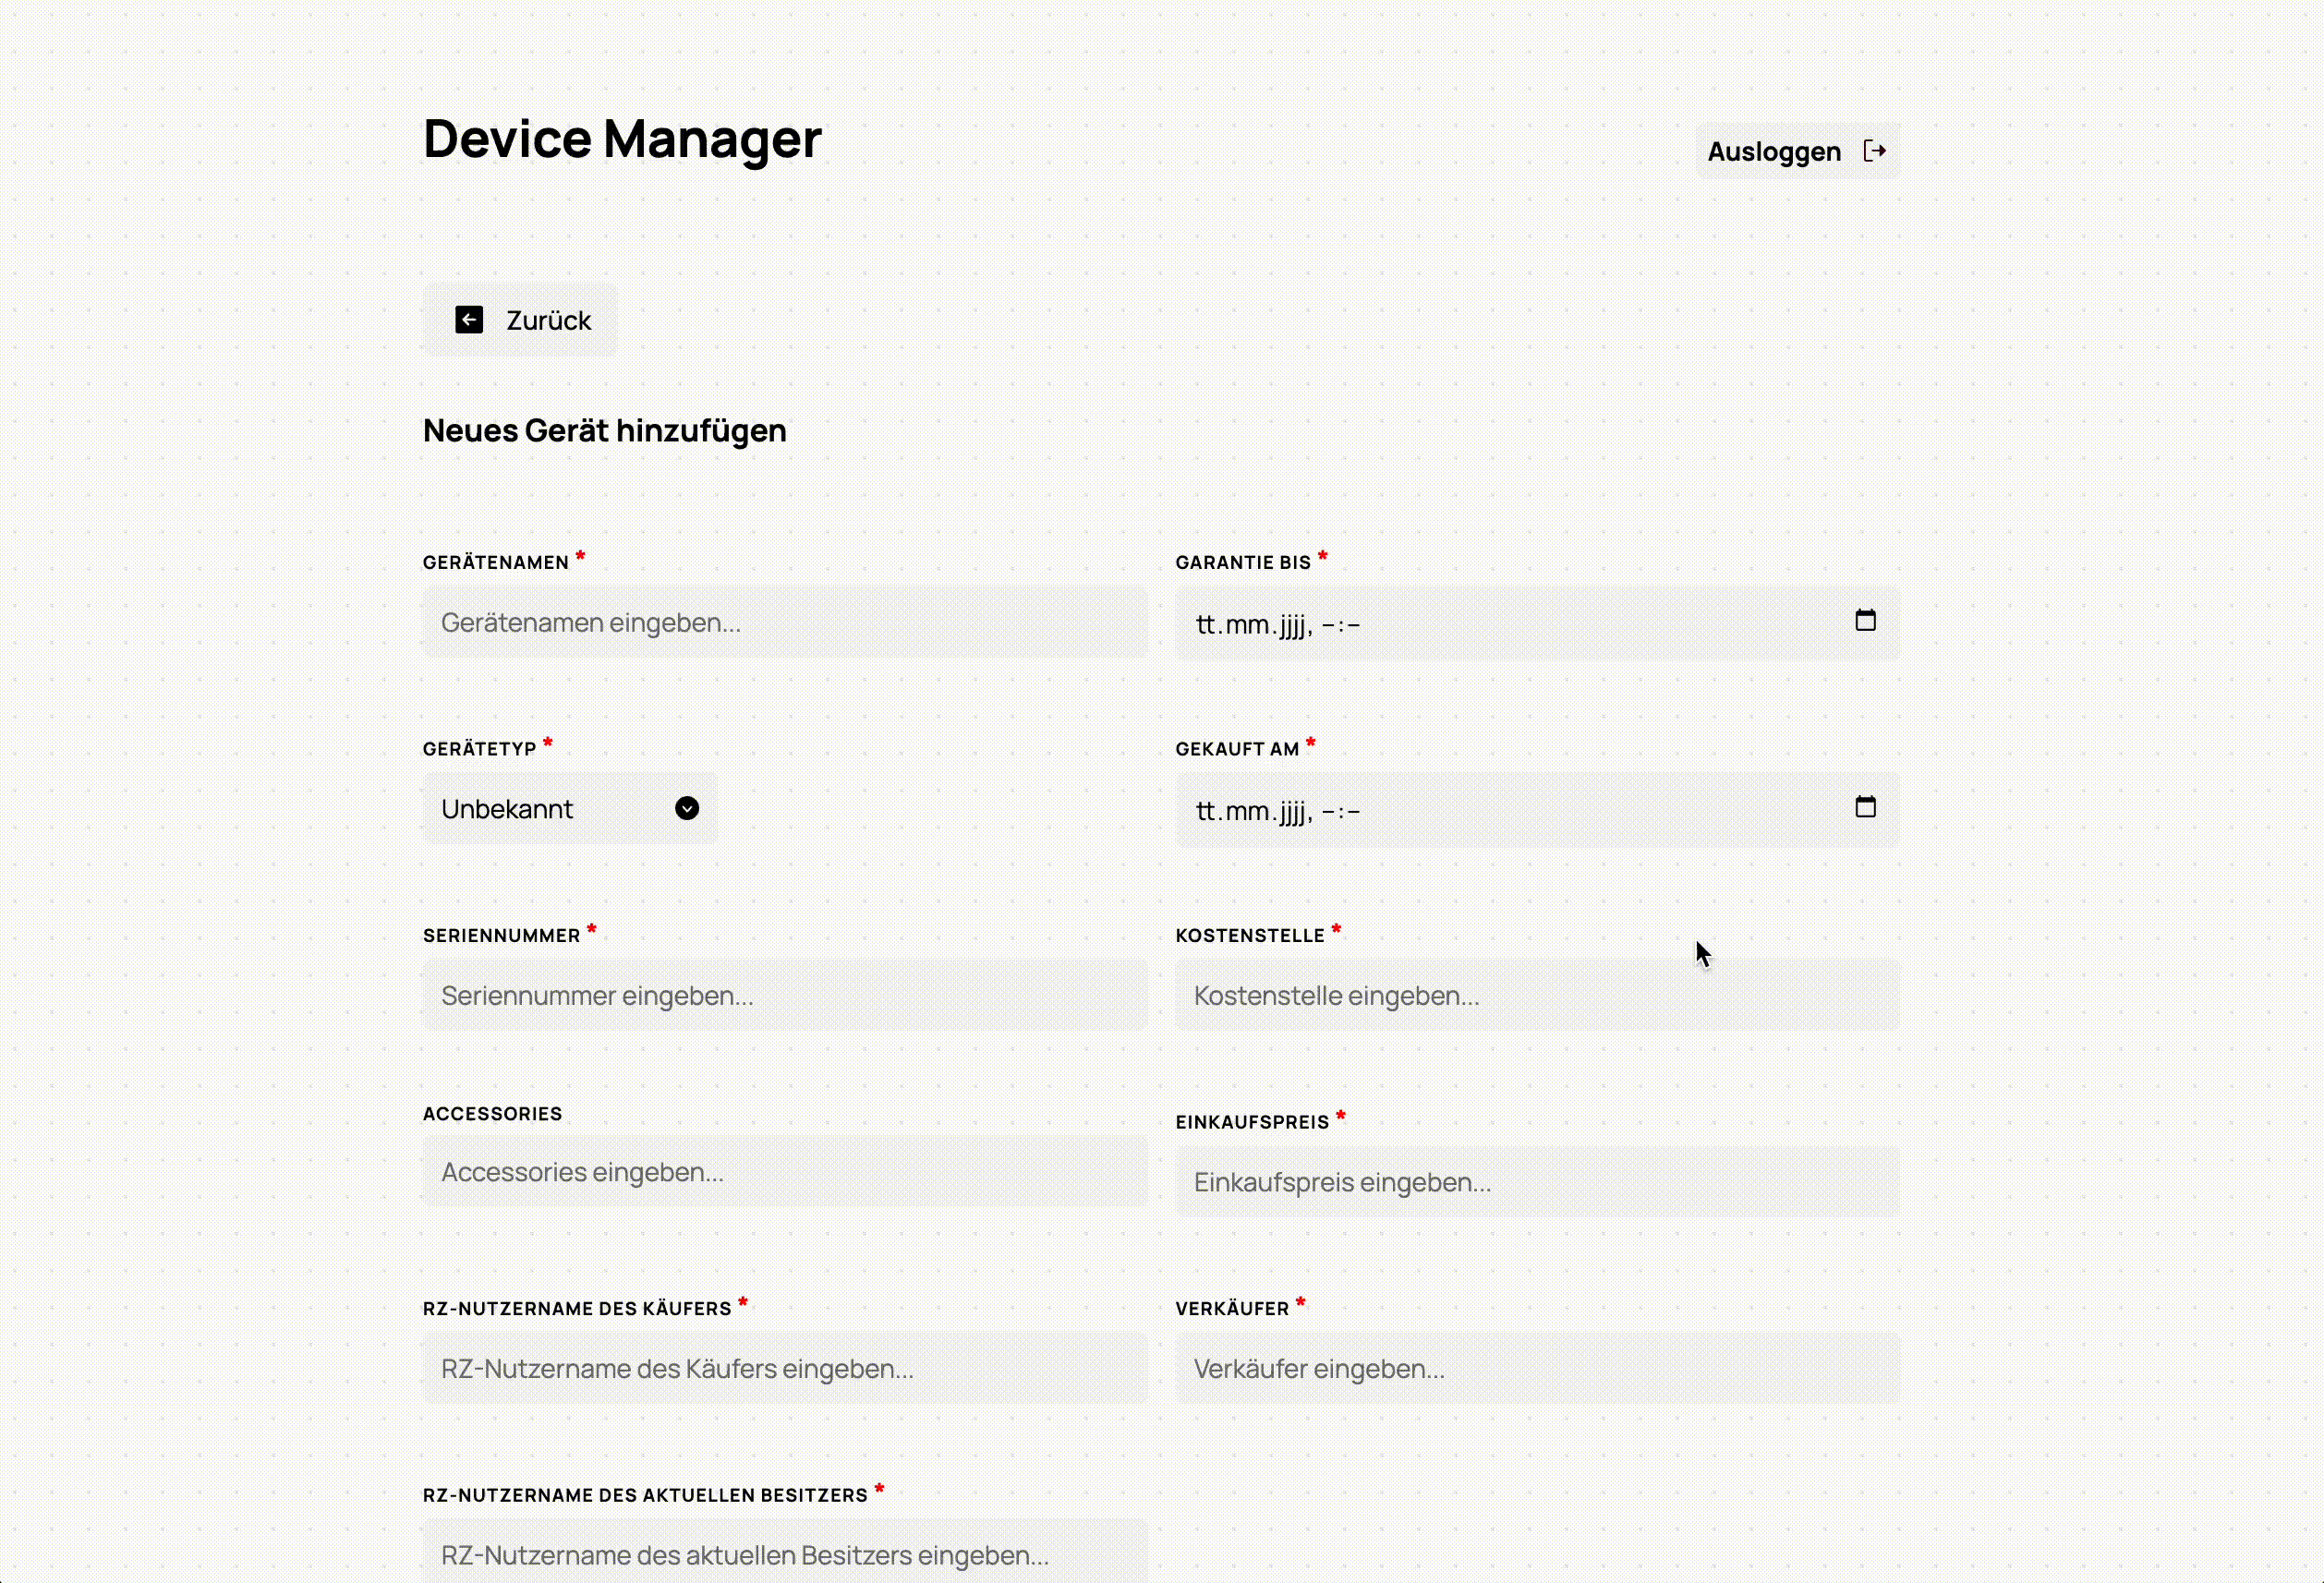 Device Manager
Ausloggen
Zurück
Neues Gerät hinzufügen
GERÄTENAMEN *
Gerätenamen eingeben...
GARANTIE BIS *
tt.mm.jjjj, --:--
GERÄTETYP *
Unbekannt
GEKAUFT AM *
tt.mm.jjjj, --:--
SERIENNUMMER *
Seriennummer eingeben...
KOSTENSTELLE *
Kostenstelle eingeben...
ACCESSORIES
Accessories eingeben...
EINKAUFSPREIS *
Einkaufspreis eingeben...
RZ-NUTZERNAME DES KÄUFERS *
RZ-Nutzername des Käufers eingeben...
VERKÄUFER *
Verkäufer eingeben...
RZ-NUTZERNAME DES AKTUELLEN BESITZERS *
RZ-Nutzername des aktuellen Besitzers eingeben...